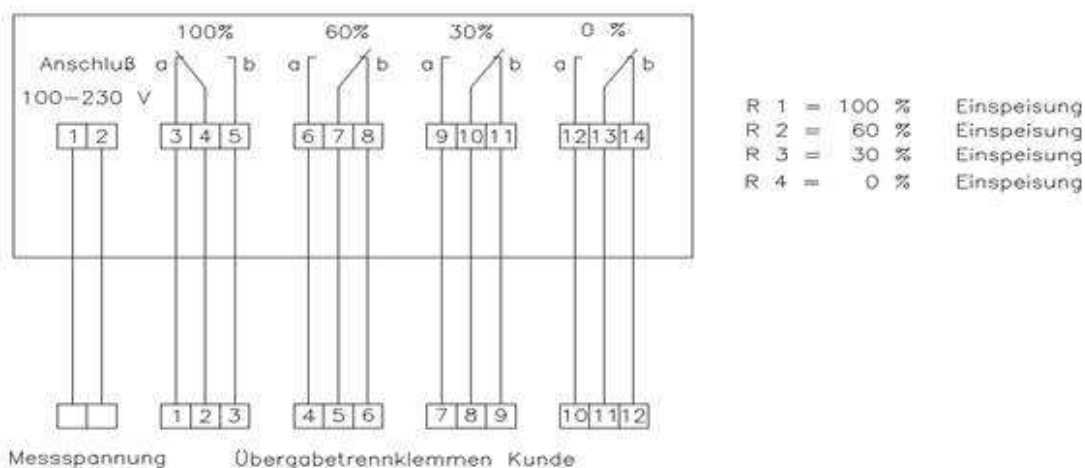 100% 60% 30% 0 %
Anschluß a b a b a b a b
100-230 V
1 2 3 4 5 6 7 8 9 10 11 12 13 14
R 1 = 100 % Einspeisung
R 2 = 60 % Einspeisung
R 3 = 30 % Einspeisung
R 4 = 0 % Einspeisung
1 2 3 4 5 6 7 8 9 10 11 12
Messspannung Übergabetrennklemmen Kunde